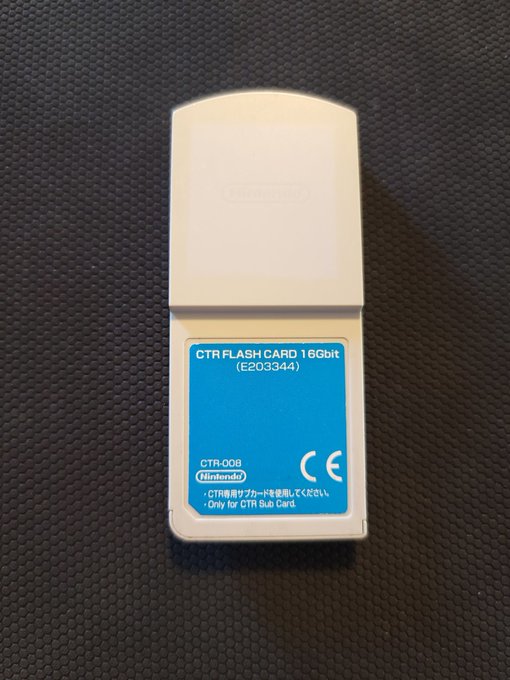 Nintendo
CTR FLASH CARD 16Gbit
(E203344)
CTR-008
CE
Nintendo
・CTR専用サブカードを使用してください。
・Only for CTR Sub Card.